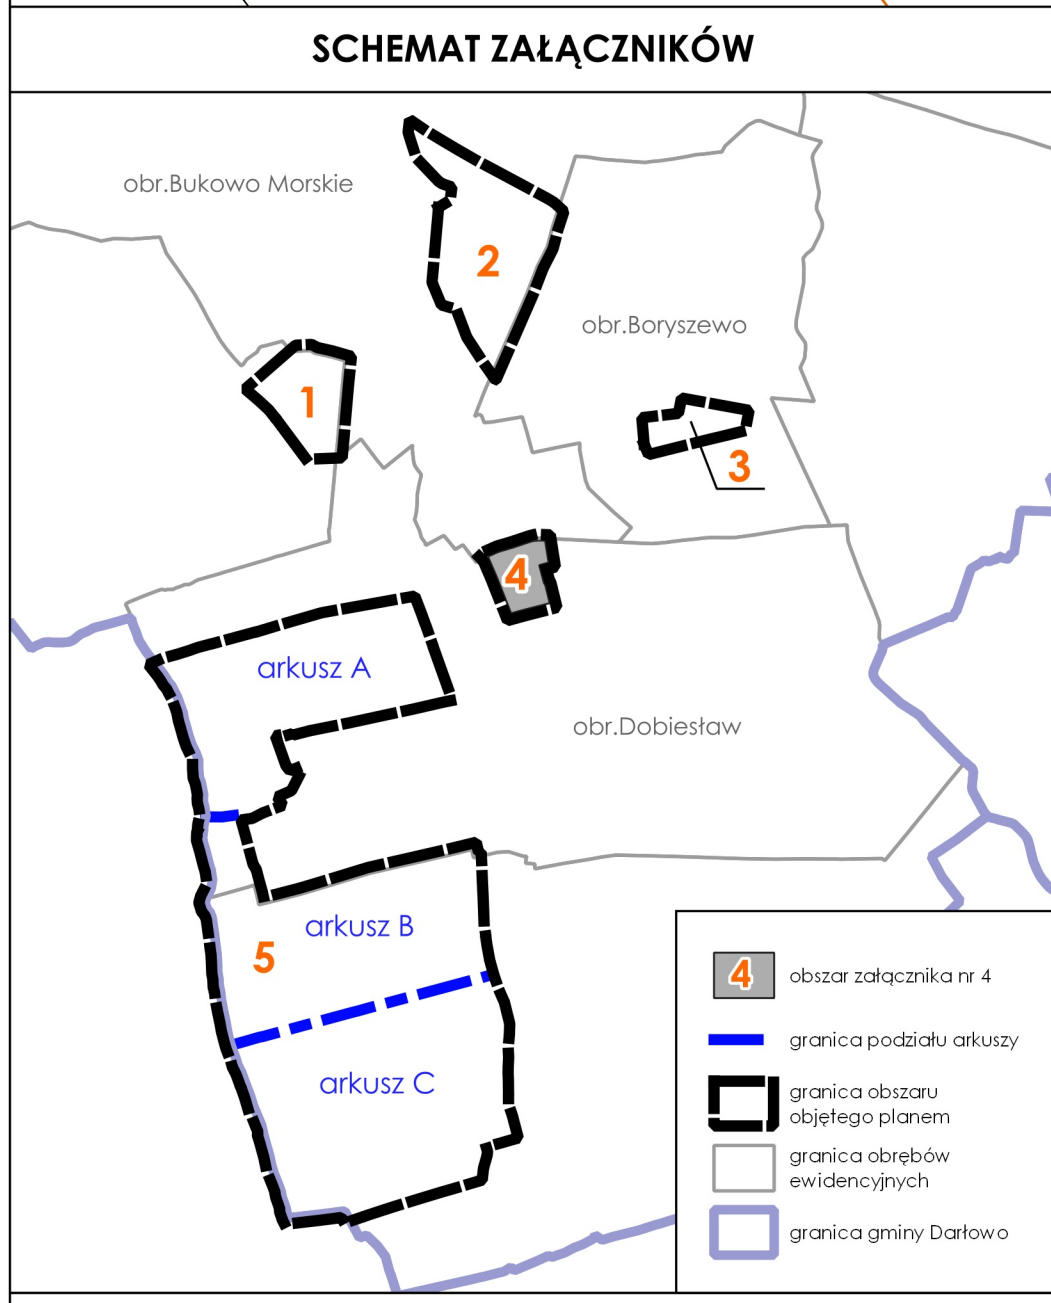 SCHEMAT ZAŁĄCZNIKÓW
obr.Bukowo Morskie
2
obr.Boryszewo
1
3
4
arkusz A
obr.Dobiesław
arkusz B
5
arkusz C
4 obszar załącznika nr 4
granica podziału arkuszy
granica obszaru
objętego planem
granica obrębów
ewidencyjnych
granica gminy Darłowo